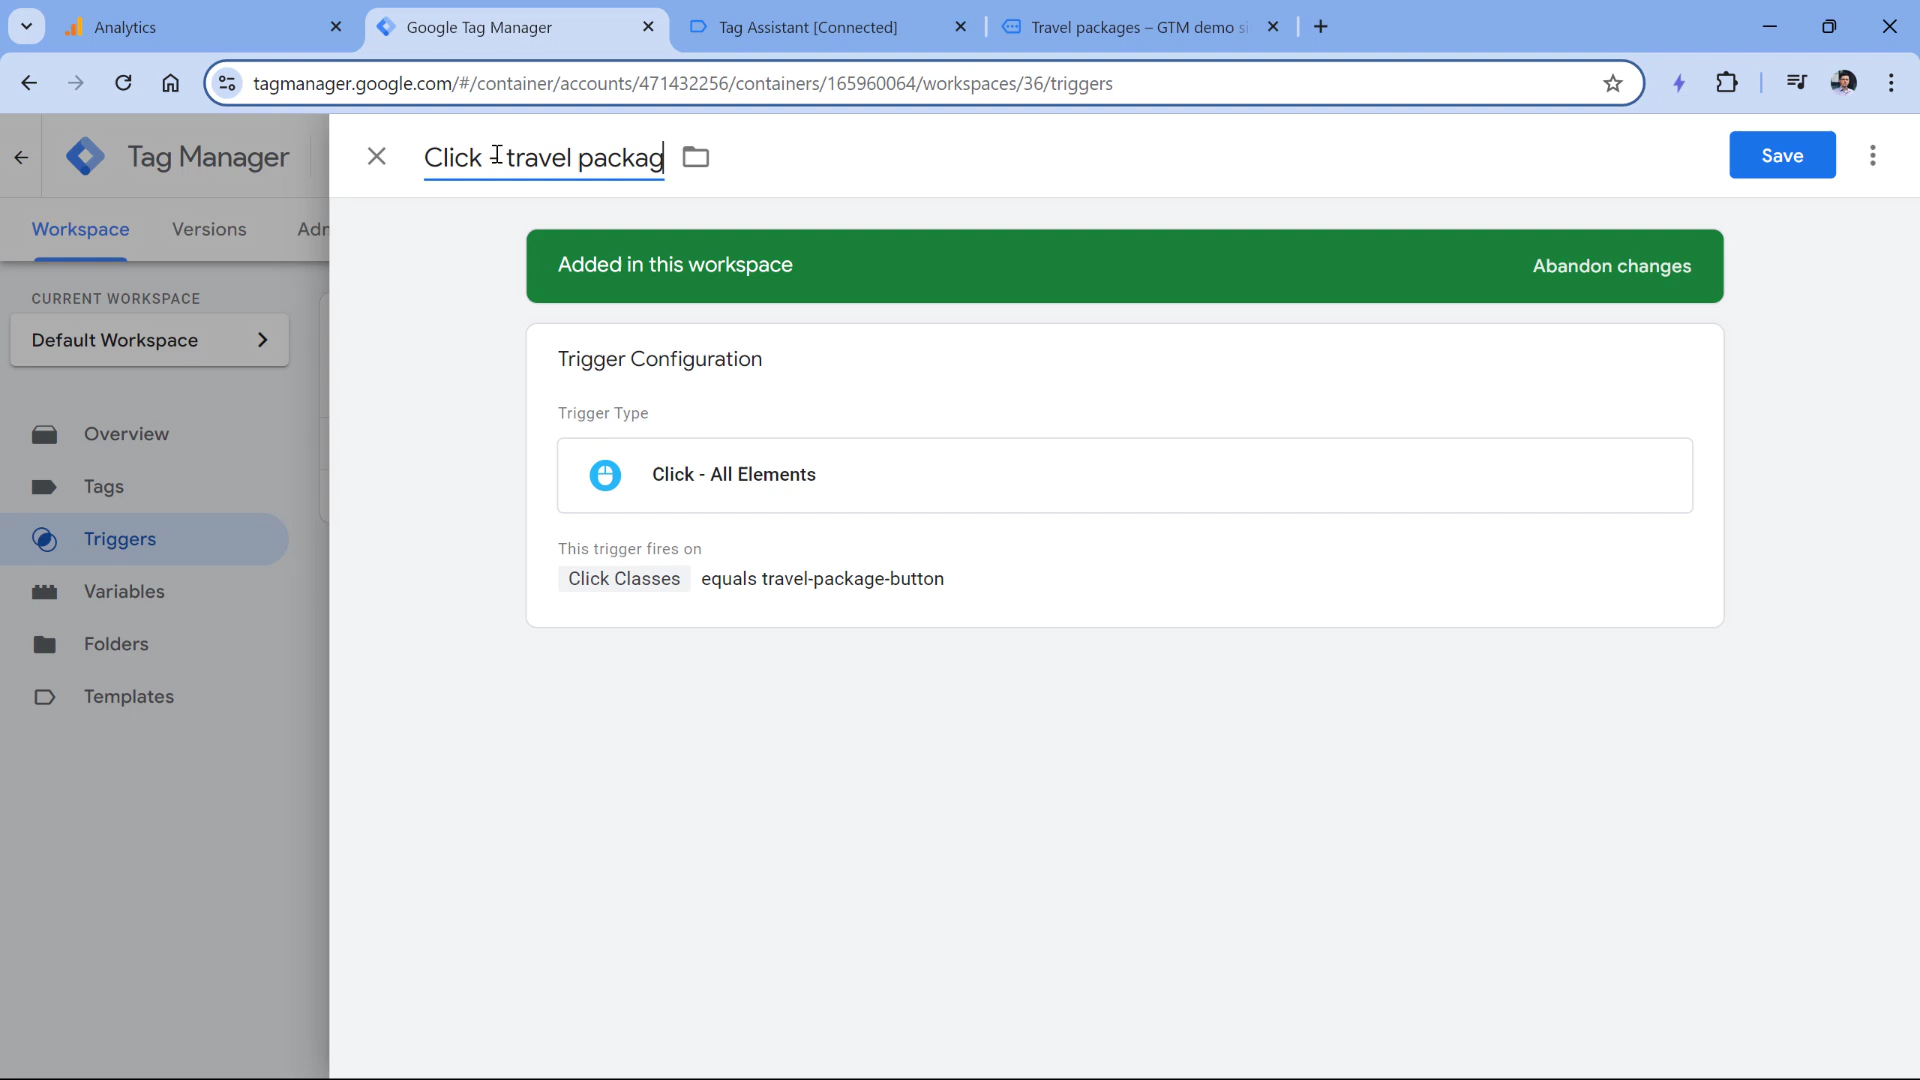 Analytics
Google Tag Manager
Tag Assistant [Connected]
Travel packages – GTM demo si
tagmanager.google.com/#/container/accounts/471432256/containers/165960064/workspaces/36/triggers
Tag Manager
Click - travel packag
Save
Workspace
Versions
Adr
Added in this workspace
Abandon changes
CURRENT WORKSPACE
Default Workspace
Trigger Configuration
Trigger Type
Click - All Elements
This trigger fires on
Click Classes equals travel-package-button
Overview
Tags
Triggers
Variables
Folders
Templates